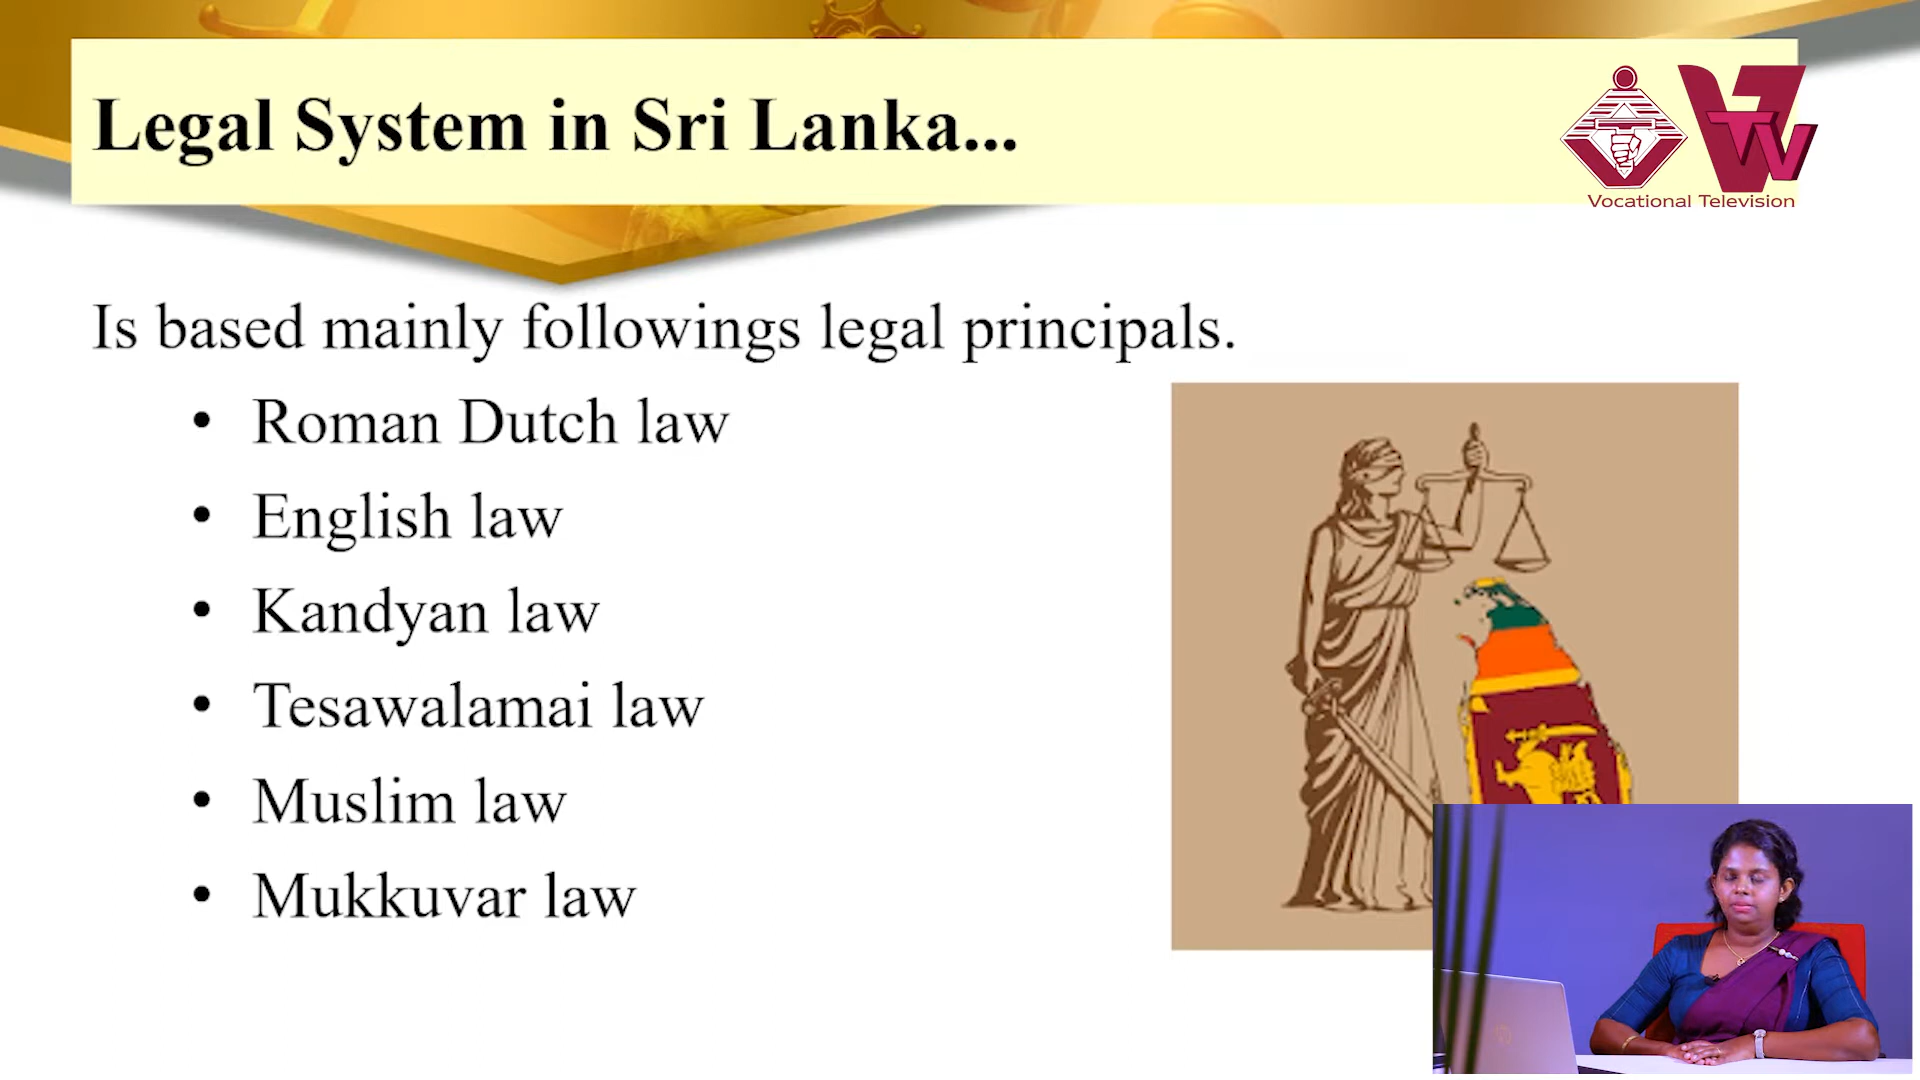 Legal System in Sri Lanka...
VTV
Vocational Television
Is based mainly followings legal principals.
• Roman Dutch law
• English law
• Kandyan law
• Tesawalamai law
• Muslim law
• Mukkuvar law